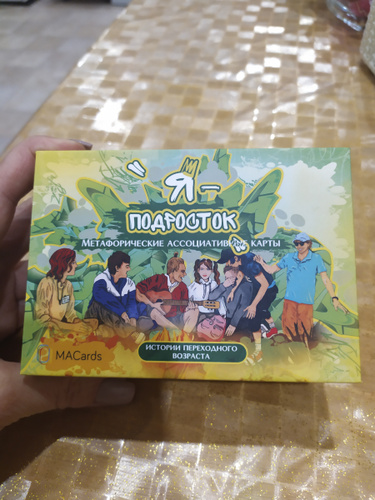 Я-
ПОДРОСТОК
МЕТАФОРИЧЕСКИЕ АССОЦИАТИВНЫЕ КАРТЫ
MACards
ИСТОРИИ ПЕРЕХОДНОГО
ВОЗРАСТА